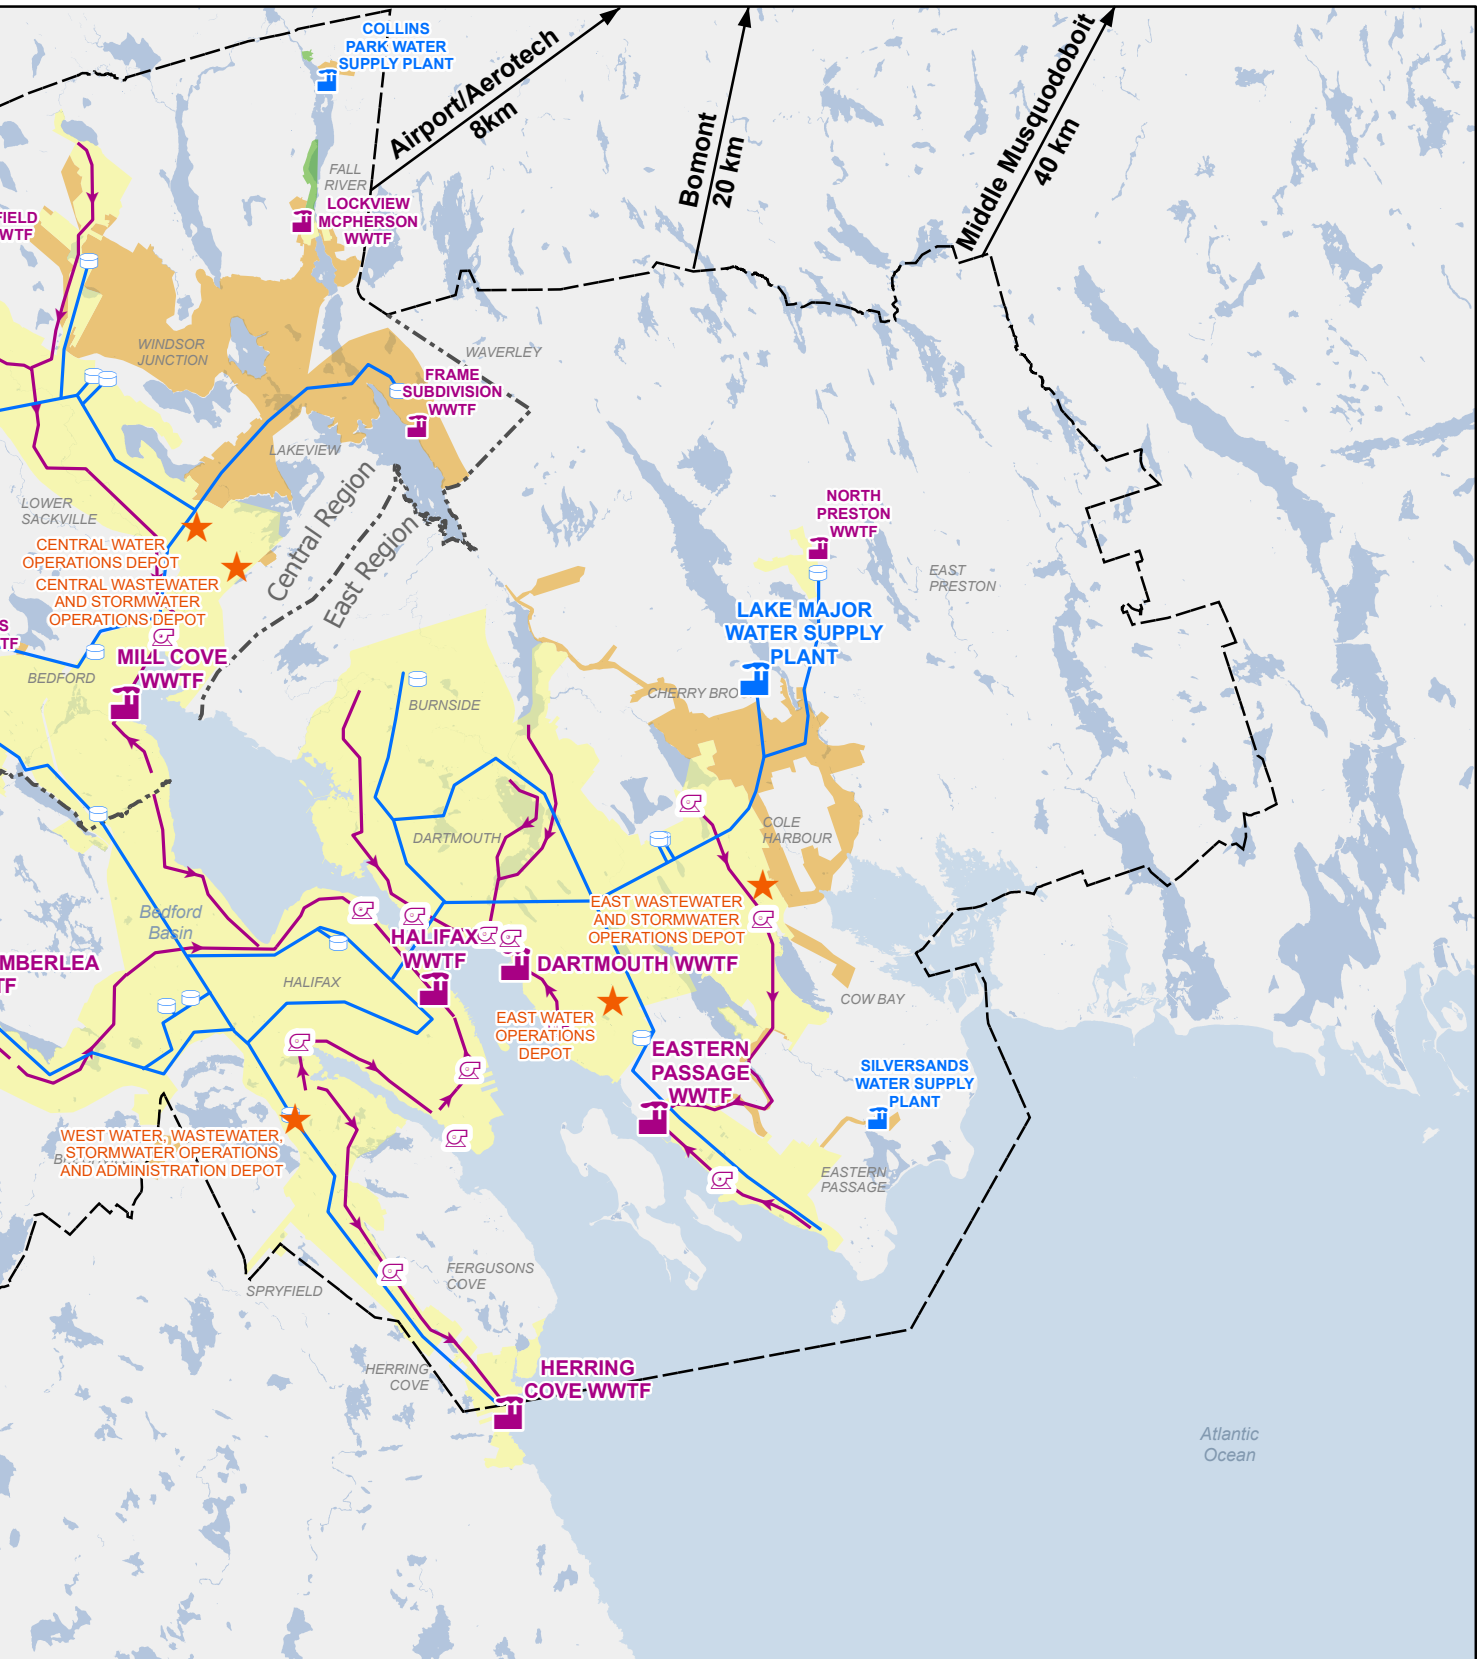 COLLINS
PARK WATER
SUPPLY PLANT
Airport/Aerotech
8km
Bomont
20 km
Middle Musquodoboit
40 km
FALL
RIVER
LOCKVIEW
MCPHERSON
WWTF
FIELD
WTF
WINDSOR
JUNCTION
WAVERLEY
FRAME
SUBDIVISION
WWTF
LAKEVIEW
LOWER
SACKVILLE
Central Region
East Region
NORTH
PRESTON
WWTF
CENTRAL WATER
OPERATIONS DEPOT
CENTRAL WASTEWATER
AND STORMWATER
OPERATIONS DEPOT
EAST
PRESTON
LAKE MAJOR
WATER SUPPLY
PLANT
S
TF
MILL COVE
WWTF
BEDFORD
BURNSIDE
CHERRY BRO
DARTMOUTH
COLE
HARBOUR
Bedford
Basin
EAST WASTEWATER
AND STORMWATER
OPERATIONS DEPOT
HALIFAX
WWTF
DARTMOUTH WWTF
MBERLEA
TF
HALIFAX
COW BAY
EAST WATER
OPERATIONS
DEPOT
EASTERN
PASSAGE
WWTF
SILVERSANDS
WATER SUPPLY
PLANT
WEST WATER, WASTEWATER,
STORMWATER OPERATIONS
AND ADMINISTRATION DEPOT
EASTERN
PASSAGE
FERGUSONS
COVE
SPRYFIELD
HERRING
COVE
HERRING
COVE WWTF
Atlantic
Ocean